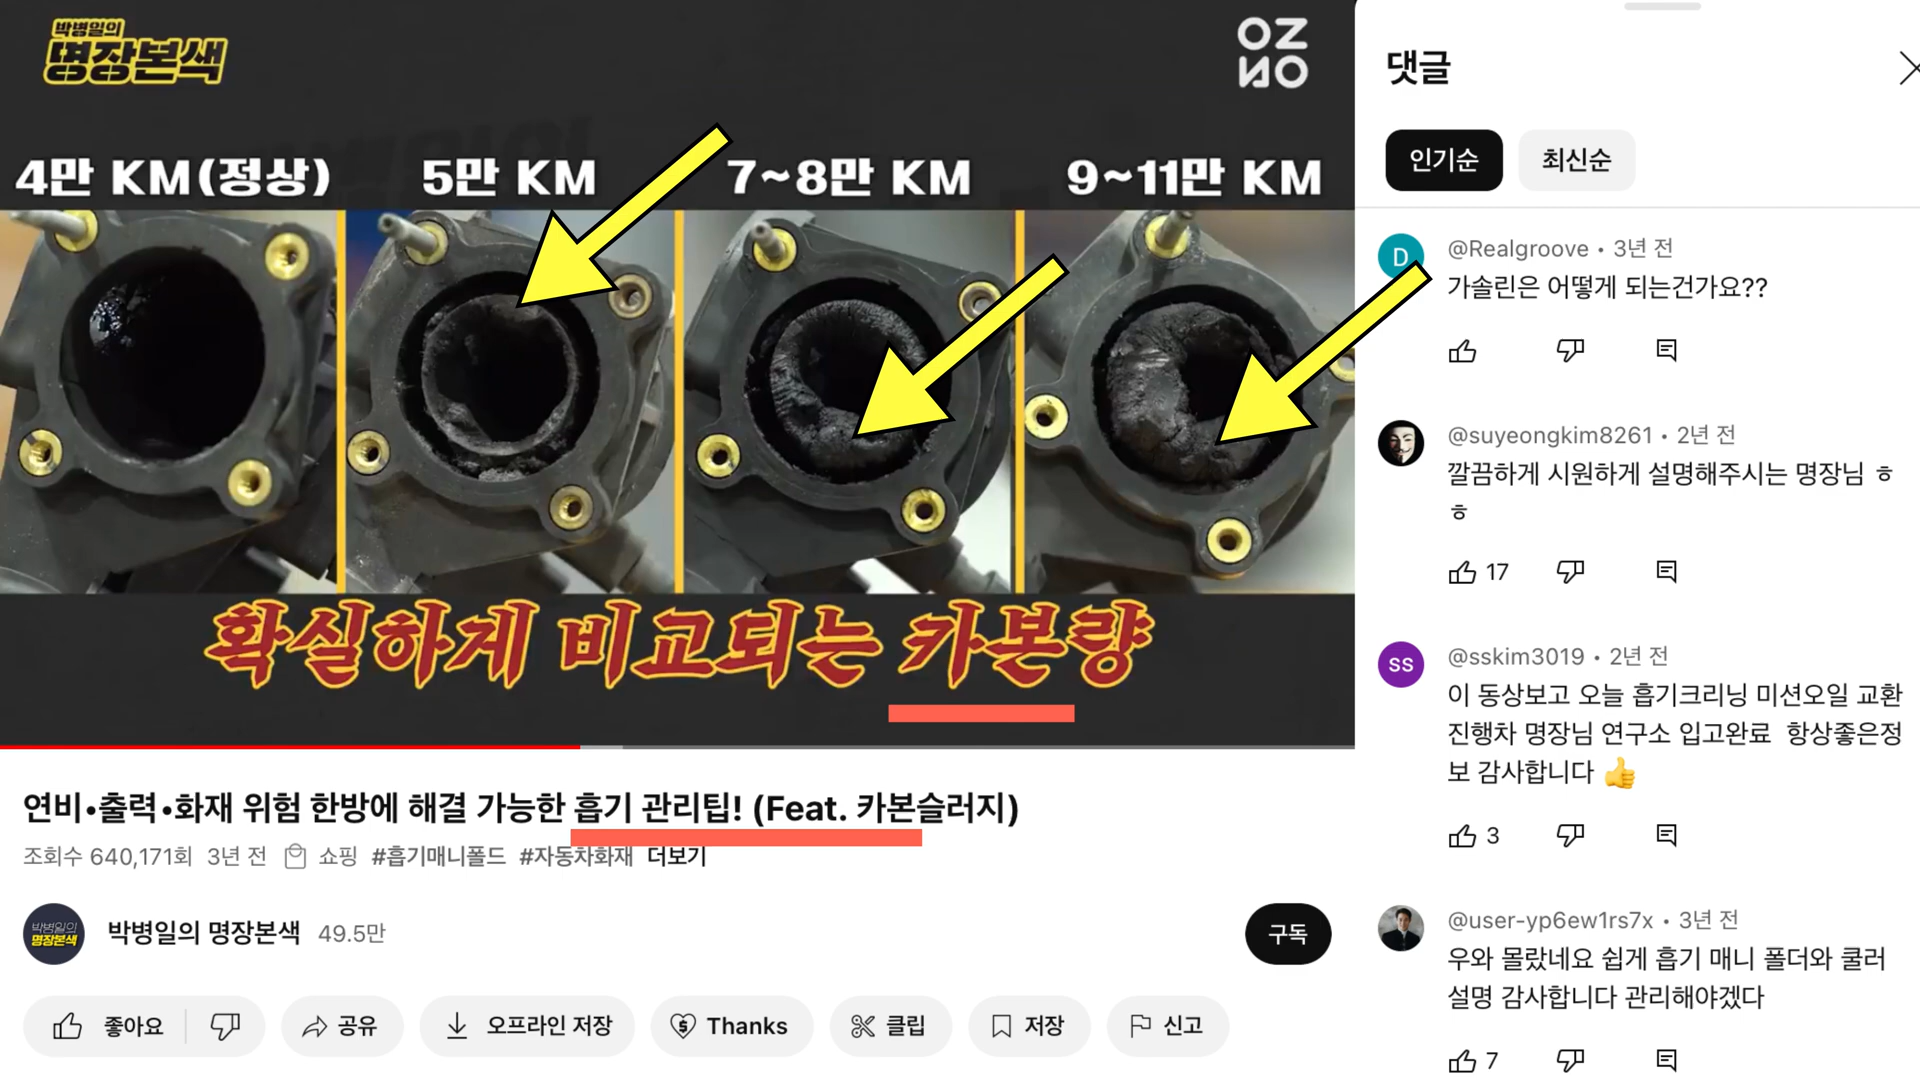 박병일의
명장본색
OZ
NO
4만 KM(정상)
5만 KM
7~8만 KM
9~11만 KM
확실하게 비교되는 카본량
연비•출력•화재 위험 한방에 해결 가능한 흡기 관리팁! (Feat. 카본슬러지)
조회수 640,171회 3년 전 쇼핑 #흡기매니폴드 #자동차화재 더보기
박병일의
명장본색
박병일의 명장본색 49.5만
구독
좋아요
공유
오프라인 저장
Thanks
클립
저장
신고
댓글
인기순
최신순
D
@Realgroove • 3년 전
가솔린은 어떻게 되는건가요??
@suyeongkim8261 • 2년 전
깔끔하게 시원하게 설명해주시는 명장님 ㅎ
ㅎ
17
SS
@sskim3019 • 2년 전
이 동상보고 오늘 흡기크리닝 미션오일 교환
진행차 명장님 연구소 입고완료 항상좋은정
보 감사합니다 👍
3
@user-yp6ew1rs7x • 3년 전
우와 몰랐네요 쉽게 흡기 매니 폴더와 쿨러
설명 감사합니다 관리해야겠다
7